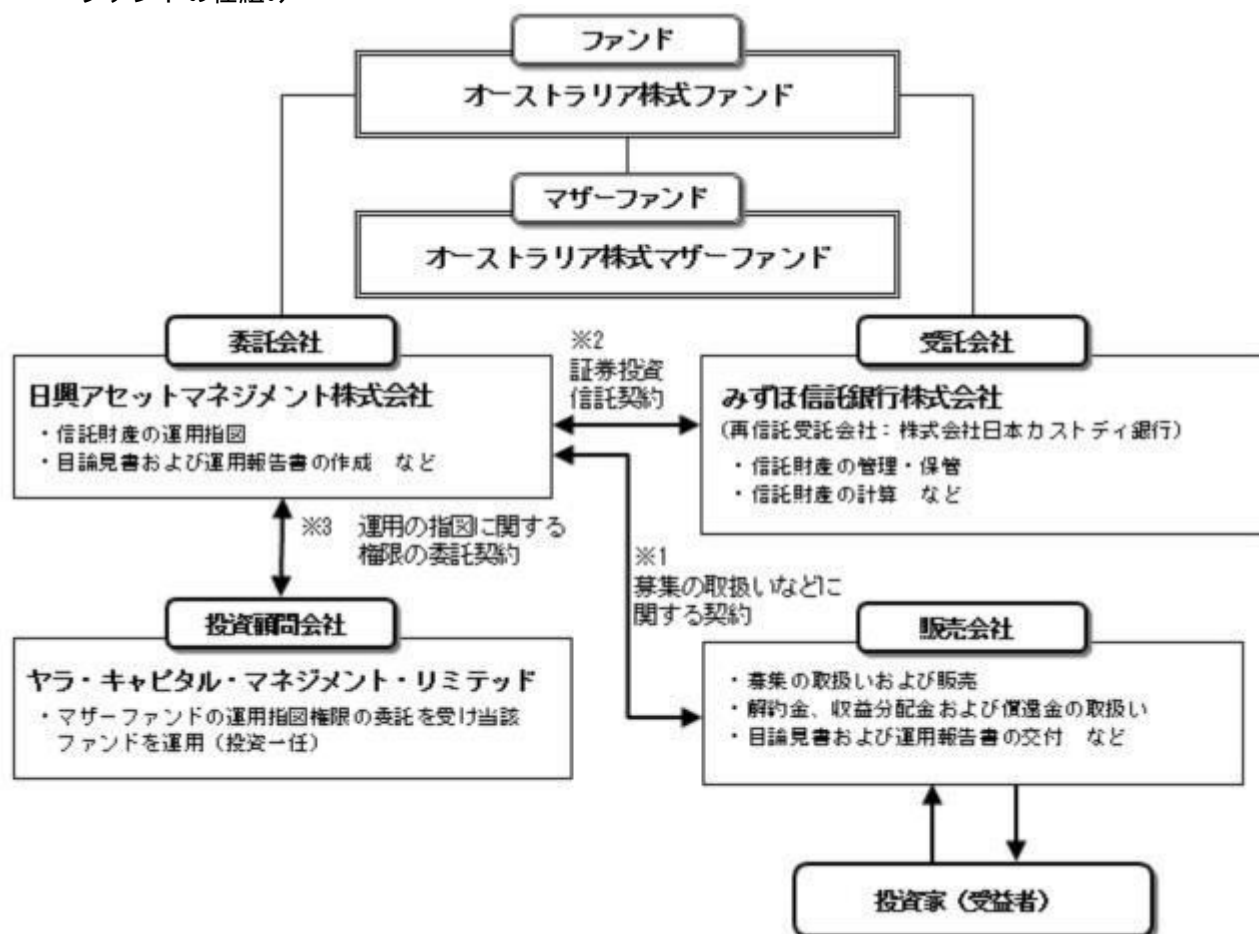 ファンドの仕組み
ファンド
オーストラリア株式ファンド
マザーファンド
オーストラリア株式マザーファンド
委託会社
日興アセットマネジメント株式会社
・信託財産の運用指図
・目論見書および運用報告書の作成　など
※2
証券投資
信託契約
受託会社
みずほ信託銀行株式会社
(再信託受託会社：株式会社日本カストディ銀行)
・信託財産の管理・保管
・信託財産の計算　など
※3　運用の指図に関する
権限の委託契約
※1
募集の取扱いなどに
関する契約
投資顧問会社
ヤラ・キャピタル・マネジメント・リミテッド
・マザーファンドの運用指図権限の委託を受け当該
ファンドを運用（投資一任）
販売会社
・募集の取扱いおよび販売
・解約金、収益分配金および償還金の取扱い
・目論見書および運用報告書の交付　など
投資家（受益者）